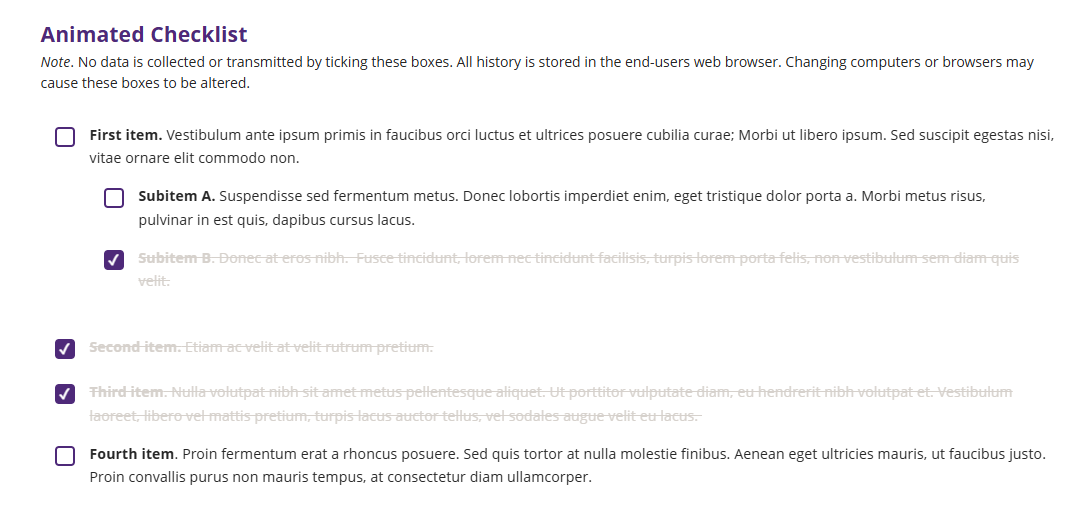 Animated Checklist
Note. No data is collected or transmitted by ticking these boxes. All history is stored in the end-users web browser. Changing computers or browsers may
cause these boxes to be altered.
First item. Vestibulum ante ipsum primis in faucibus orci luctus et ultrices posuere cubilia curae; Morbi ut libero ipsum. Sed suscipit egestas nisi,
vitae ornare elit commodo non.
Subitem A. Suspendisse sed fermentum metus. Donec lobortis imperdiet enim, eget tristique dolor porta a. Morbi metus risus,
pulvinar in est quis, dapibus cursus lacus.
Subitem B. Donec at eros nibh.  Fusce tincidunt, lorem nec tincidunt facilisis, turpis lorem porta felis, non vestibulum sem diam quis
velit.
Second item. Etiam ac velit at velit rutrum pretium.
Third item. Nulla volutpat nibh sit amet metus pellentesque aliquet. Ut porttitor vulputate diam, eu hendrerit nibh volutpat et. Vestibulum
laoreet, libero vel mattis pretium, turpis lacus auctor tellus, vel sodales augue velit eu lacus.
Fourth item. Proin fermentum erat a rhoncus posuere. Sed quis tortor at nulla molestie finibus. Aenean eget ultricies mauris, ut faucibus justo.
Proin convallis purus non mauris tempus, at consectetur diam ullamcorper.